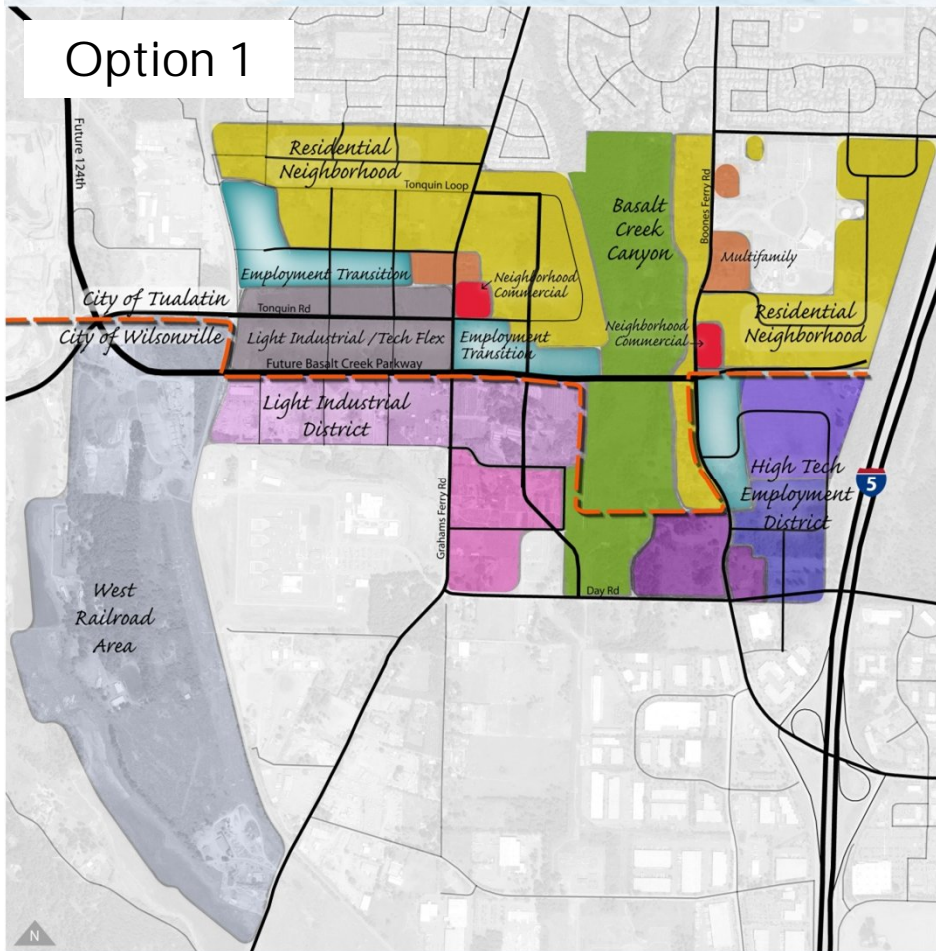 Option 1
Future 124th
Residential
Neighborhood
Tonquin Loop
Basalt
Creek
Canyon
Boones Ferry Rd
Multifamily
Employment Transition
Neighborhood
Commercial
City of Tualatin
Tonquin Rd
Residential
Neighborhood
City of Wilsonville
Light Industrial / Tech Flex
Employment
Transition
Neighborhood
Commercial
Future Basalt Creek Parkway
Light Industrial
District
High Tech
Employment
District
5
Grahams Ferry Rd
West
Railroad
Area
Day Rd
N